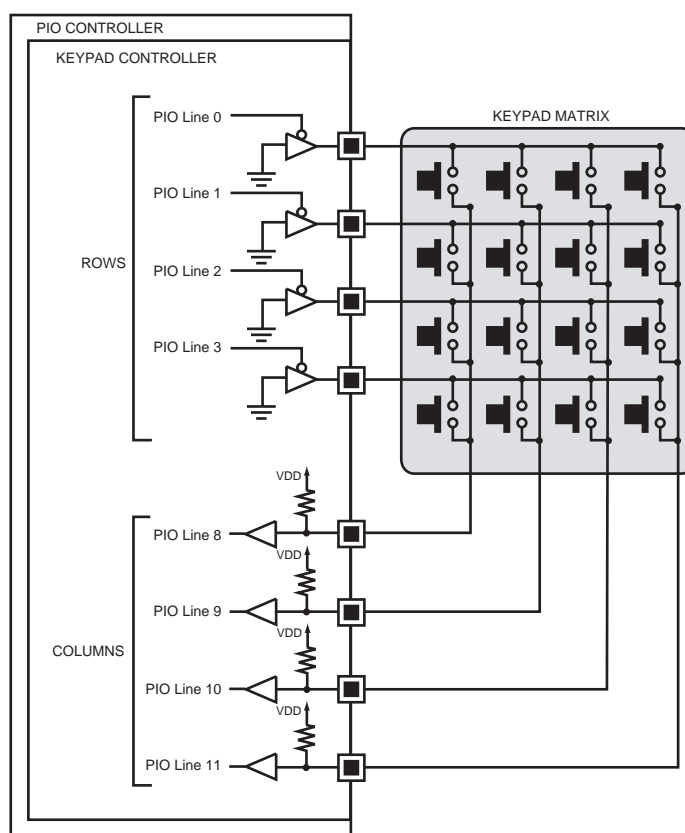 PIO CONTROLLER
KEYPAD CONTROLLER
KEYPAD MATRIX
PIO Line 0
PIO Line 1
ROWS
PIO Line 2
PIO Line 3
VDD
PIO Line 8
VDD
PIO Line 9
VDD
COLUMNS
PIO Line 10
VDD
PIO Line 11